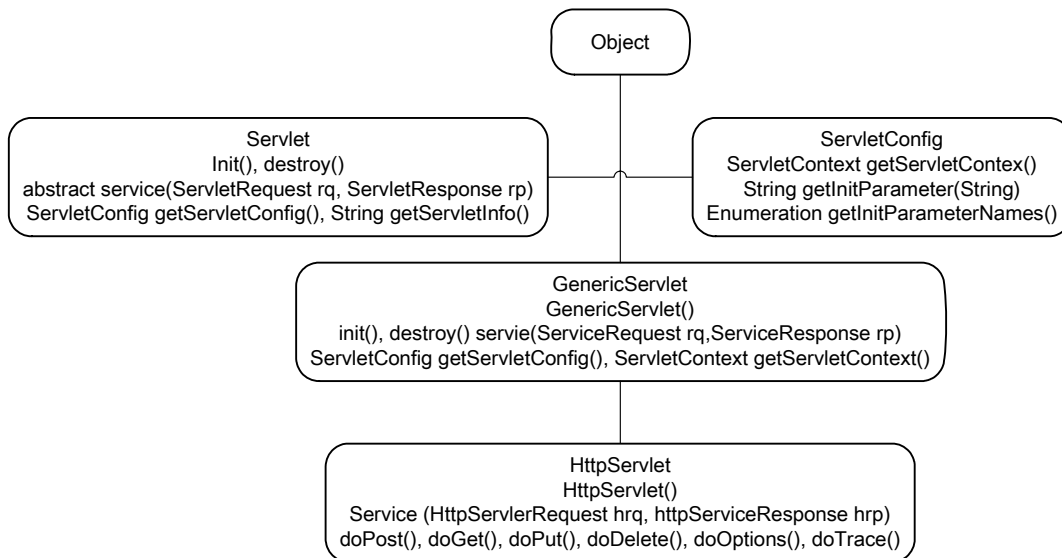 Object
Servlet
Init(), destroy()
abstract service(ServletRequest rq, ServletResponse rp)
ServletConfig getServletConfig(), String getServletInfo()
ServletConfig
ServletContext getServletContex()
String getInitParameter(String)
Enumeration getInitParameterNames()
GenericServlet
GenericServlet()
init(), destroy() servie(ServiceRequest rq,ServiceResponse rp)
ServletConfig getServletConfig(), ServletContext getServletContext()
HttpServlet
HttpServlet()
Service (HttpServlerRequest hrq, httpServiceResponse hrp)
doPost(), doGet(), doPut(), doDelete(), doOptions(), doTrace()